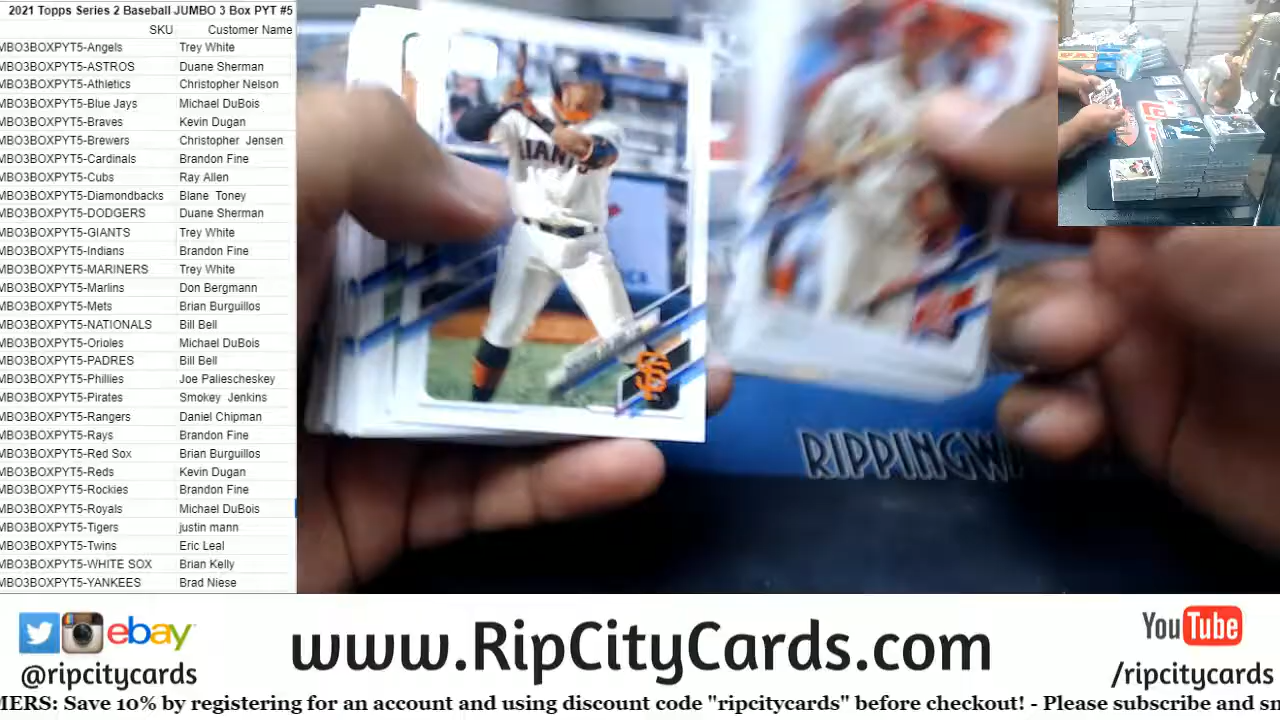 2021 Topps Series 2 Baseball JUMBO 3 Box PYT #5
SKU Customer Name
MBO3BOXPYT5-Angels Trey White
MBO3BOXPYT5-ASTROS Duane Sherman
MBO3BOXPYT5-Athletics Christopher Nelson
MBO3BOXPYT5-Blue Jays Michael DuBois
MBO3BOXPYT5-Braves Kevin Dugan
MBO3BOXPYT5-Brewers Christopher Jensen
MBO3BOXPYT5-Cardinals Brandon Fine
MBO3BOXPYT5-Cubs Ray Allen
MBO3BOXPYT5-Diamondbacks Blane Toney
MBO3BOXPYT5-DODGERS Duane Sherman
MBO3BOXPYT5-GIANTS Trey White
MBO3BOXPYT5-Indians Brandon Fine
MBO3BOXPYT5-MARINERS Trey White
MBO3BOXPYT5-Marlins Don Bergmann
MBO3BOXPYT5-Mets Brian Burguillos
MBO3BOXPYT5-NATIONALS Bill Bell
MBO3BOXPYT5-Orioles Michael DuBois
MBO3BOXPYT5-PADRES Bill Bell
MBO3BOXPYT5-Phillies Joe Paliescheskey
MBO3BOXPYT5-Pirates Smokey Jenkins
MBO3BOXPYT5-Rangers Daniel Chipman
MBO3BOXPYT5-Rays Brandon Fine
MBO3BOXPYT5-Red Sox Brian Burguillos
MBO3BOXPYT5-Reds Kevin Dugan
MBO3BOXPYT5-Rockies Brandon Fine
MBO3BOXPYT5-Royals Michael DuBois
MBO3BOXPYT5-Tigers justin mann
MBO3BOXPYT5-Twins Eric Leal
MBO3BOXPYT5-WHITE SOX Brian Kelly
MBO3BOXPYT5-YANKEES Brad Niese
GIANTS
SF
RIPPINGW
ebay
@ripcitycards
www.RipCityCards.com
YouTube
/ripcitycards
MERS: Save 10% by registering for an account and using discount code "ripcitycards" before checkout! - Please subscribe and sn